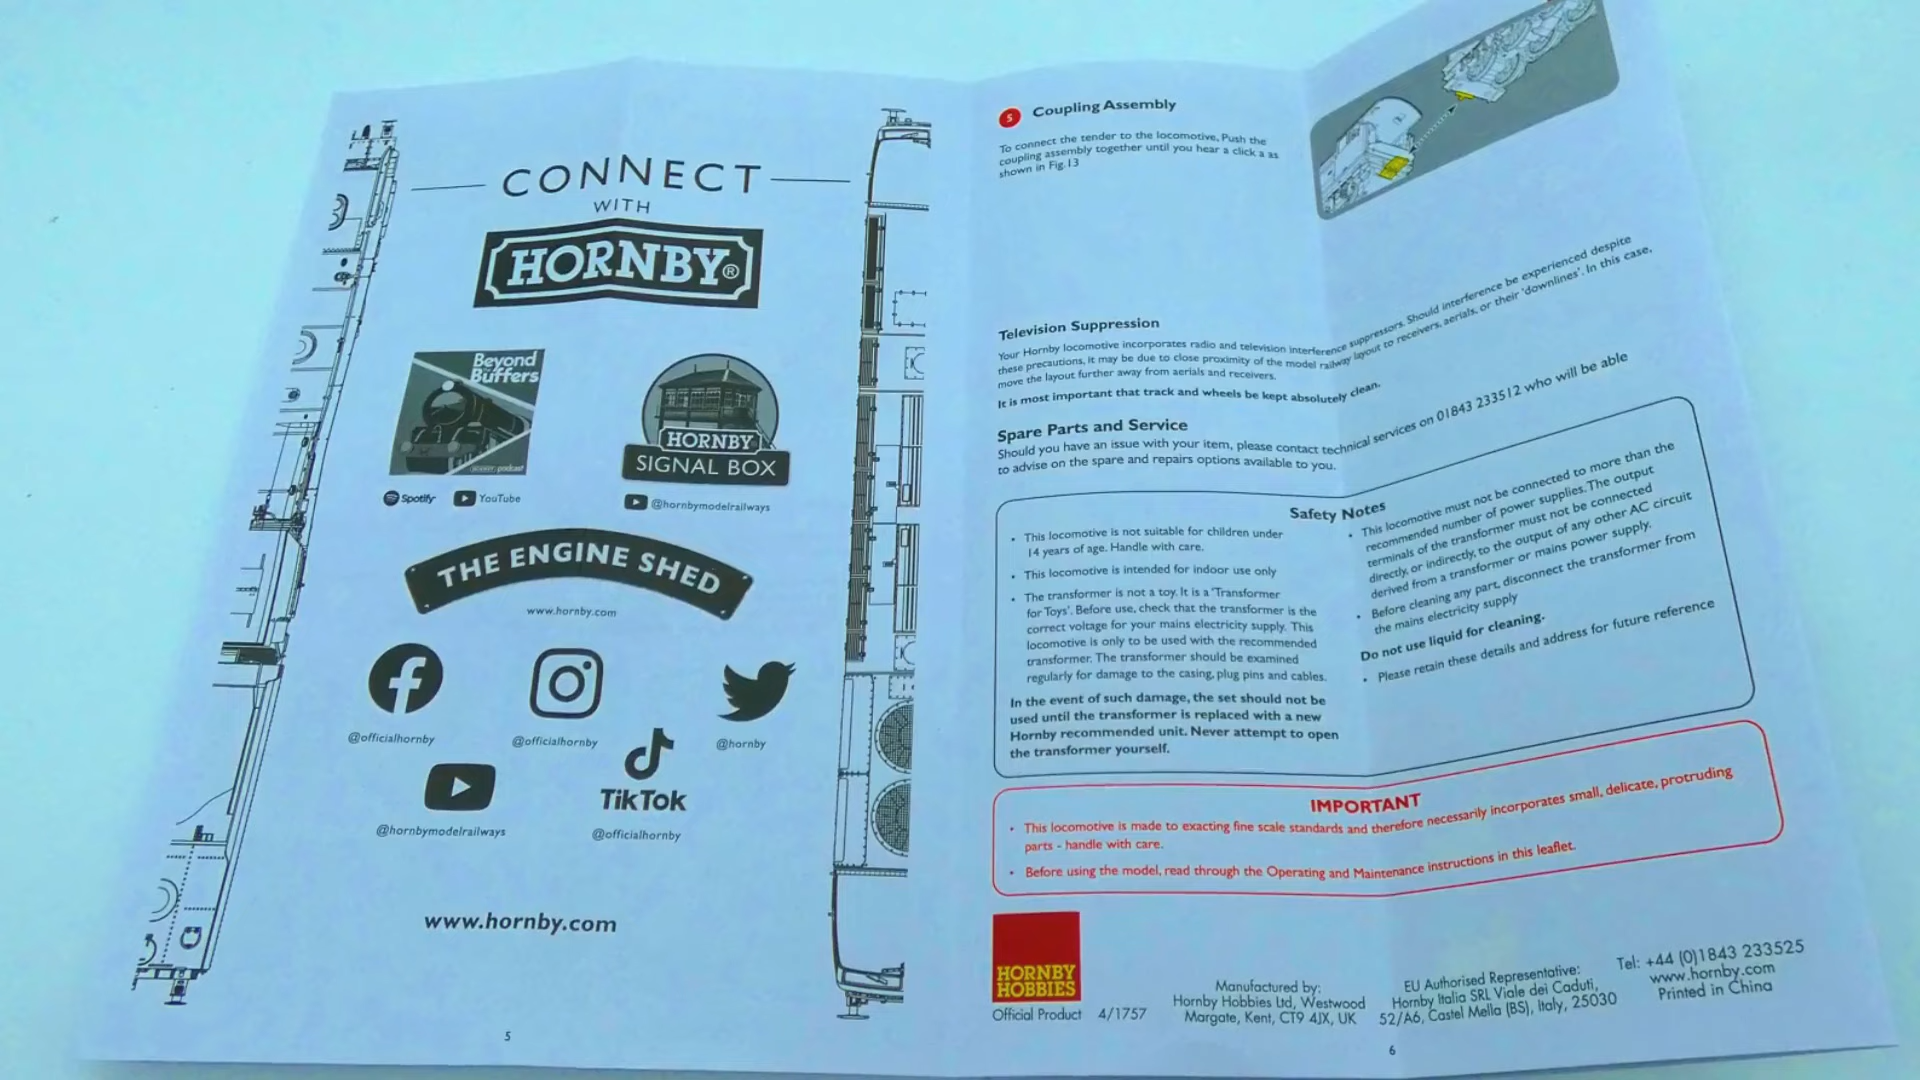 CONNECT
WITH
HORNBY®
Beyond
Buffers
HORNBY podcast
HORNBY
SIGNAL BOX
Spotify YouTube
@hornbymodelrailways
THE ENGINE SHED
www.hornby.com
@officialhornby
@officialhornby
@hornby
TikTok
@hornbymodelrailways
@officialhornby
www.hornby.com
5
5 Coupling Assembly
To connect the tender to the locomotive, Push the
coupling assembly together until you hear a click a as
shown in Fig.13
Television Suppression
Your Hornby locomotive incorporates radio and television interference suppressors. Should interference be experienced despite
these precautions, it may be due to close proximity of the model railway layout to receivers, aerials, or their 'downlines'. In this case,
move the layout further away from aerials and receivers.
It is most important that track and wheels be kept absolutely clean.
Spare Parts and Service
Should you have an issue with your item, please contact technical services on 01843 233512 who will be able
to advise on the spare and repairs options available to you.
Safety Notes
• This locomotive is not suitable for children under
14 years of age. Handle with care.
• This locomotive is intended for indoor use only
• The transformer is not a toy. It is a 'Transformer
for Toys'. Before use, check that the transformer is the
correct voltage for your mains electricity supply. This
locomotive is only to be used with the recommended
transformer. The transformer should be examined
regularly for damage to the casing, plug pins and cables.
In the event of such damage, the set should not be
used until the transformer is replaced with a new
Hornby recommended unit. Never attempt to open
the transformer yourself.
• This locomotive must not be connected to more than the
recommended number of power supplies. The output
terminals of the transformer must not be connected
directly, or indirectly, to the output of any other AC circuit
derived from a transformer or mains power supply.
• Before cleaning any part, disconnect the transformer from
the mains electricity supply
Do not use liquid for cleaning.
• Please retain these details and address for future reference
IMPORTANT
• This locomotive is made to exacting fine scale standards and therefore necessarily incorporates small, delicate, protruding
parts - handle with care.
• Before using the model, read through the Operating and Maintenance instructions in this leaflet.
HORNBY
HOBBIES
Official Product 4/1757
Manufactured by:
Hornby Hobbies Ltd, Westwood
Margate, Kent, CT9 4JX, UK
EU Authorised Representative:
Hornby Italia SRL Viale dei Caduti,
52/A6, Castel Mella (BS), Italy, 25030
Tel: +44 (0)1843 233525
www.hornby.com
Printed in China
6